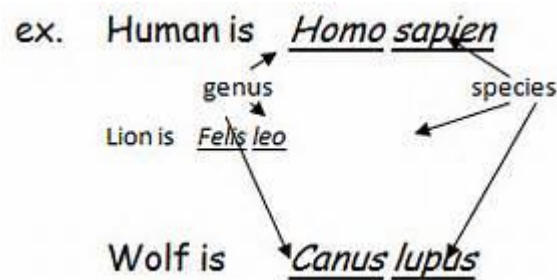 ex. Human is Homo sapien
genus species
Lion is Felis leo
Wolf is Canus lupus